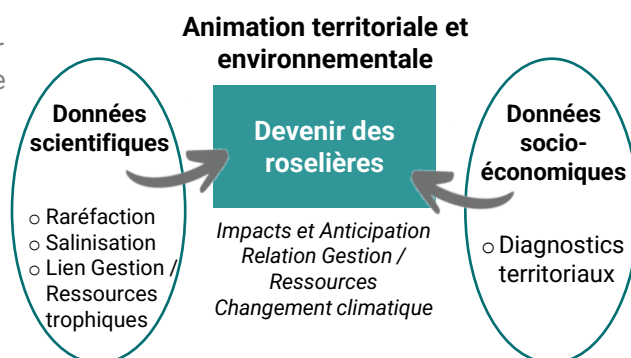 Animation territoriale et
environnementale
r
e
Données
scientifiques
○ Raréfaction
○ Salinisation
○ Lien Gestion /
Ressources
trophiques
Devenir des
roselières
Impacts et Anticipation
Relation Gestion /
Ressources
Changement climatique
Données
socio-
économiques
○ Diagnostics
territoriaux